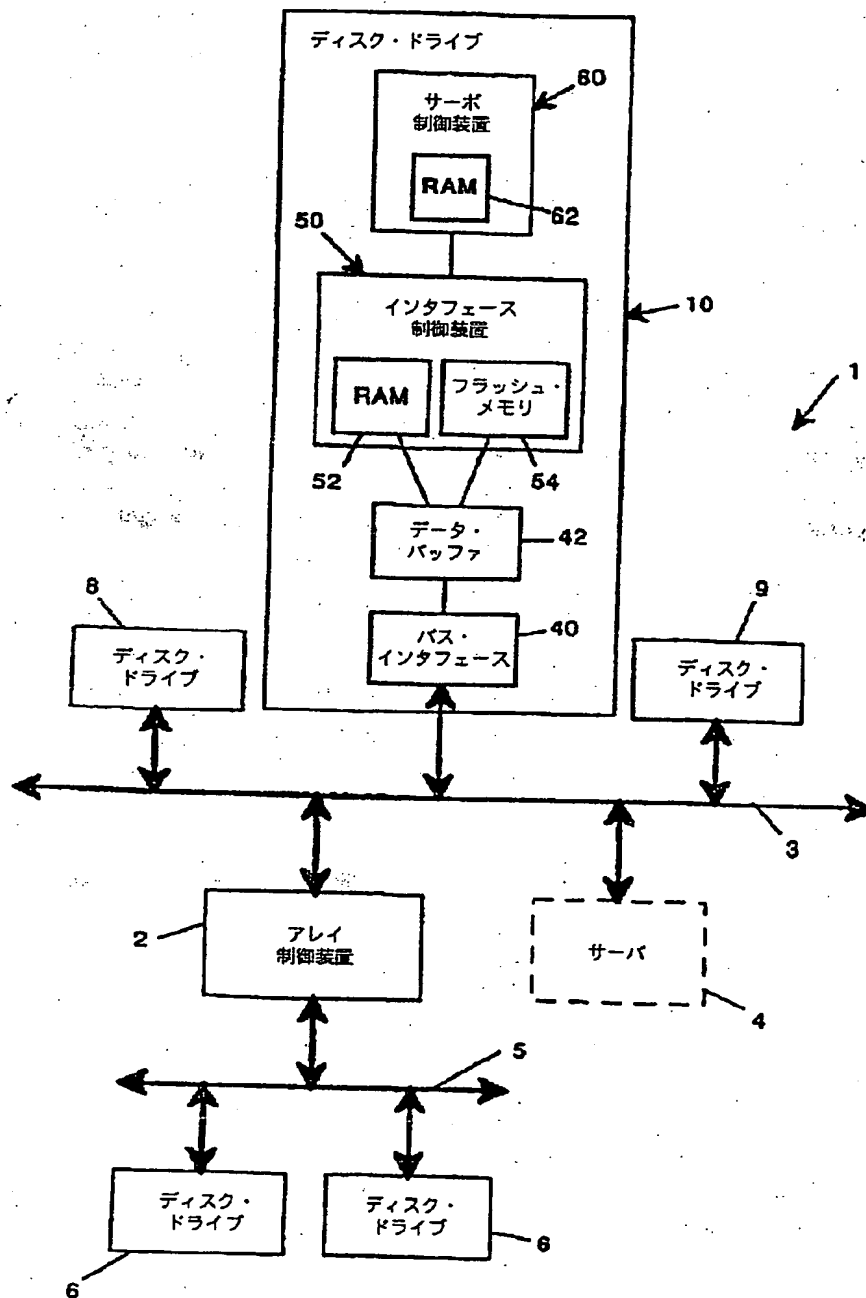 ディスク・ドライブ
60
サーボ
制御装置
RAM
62
50
インタフェース
制御装置
10
1
RAM
フラッシュ・
メモリ
52
54
データ・
バッファ
42
8
ディスク・
ドライブ
バス・
インタフェース
40
9
ディスク・
ドライブ
3
2
アレイ
制御装置
サーバ
4
5
ディスク・
ドライブ
ディスク・
ドライブ
6
6